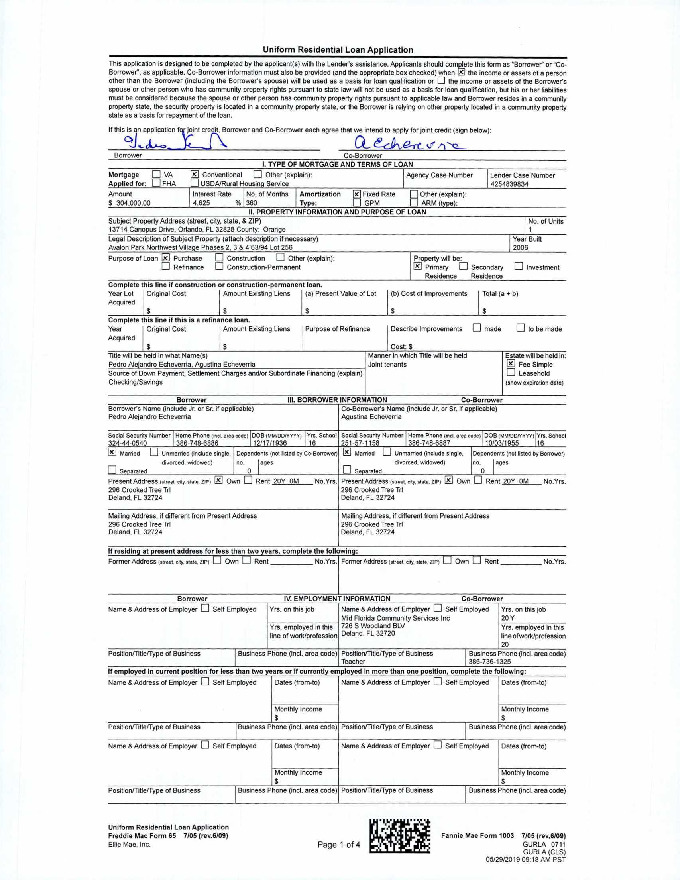 Uniform Residential Loan Application
This application is designed to be completed by the applicant(s) with the Lender's assistance. Applicants should complete this form as "Borrower" or "Co-
Borrower", as applicable. Co-Borrower information must also be provided (and the appropriate box checked) when ☒ the income or assets of a person
other than the Borrower (including the Borrower's spouse) will be used as a basis for loan qualification or ☐ the income or assets of the Borrower's
spouse or other person who has community property rights pursuant to state law will not be used as a basis for loan qualification, but his or her liabilities
must be considered because the spouse or other person has community property rights pursuant to applicable law and Borrower resides in a community
property state, the security property is located in a community property state, or the Borrower is relying on other property located in a community property
state as a basis for repayment of the loan.
If this is an application for joint credit, Borrower and Co-Borrower each agree that we intend to apply for joint credit (sign below):
Borrower Co-Borrower
I. TYPE OF MORTGAGE AND TERMS OF LOAN
Mortgage ☐ VA ☒ Conventional ☐ Other (explain): Agency Case Number Lender Case Number
Applied for: ☐ FHA ☐ USDA/Rural Housing Service 4254839834
Amount Interest Rate No. of Months Amortization ☒ Fixed Rate ☐ Other (explain):
$ 304,000.00 4.625 % 360 Type: ☐ GPM ☐ ARM (type):
II. PROPERTY INFORMATION AND PURPOSE OF LOAN
Subject Property Address (street, city, state, & ZIP) No. of Units
13714 Canopus Drive, Orlando, FL 32828 County: Orange 1
Legal Description of Subject Property (attach description if necessary) Year Built
Avalon Park Northwest Village Phases 2, 3 & 4 63/94 Lot 256 2006
Purpose of Loan ☒ Purchase ☐ Construction ☐ Other (explain): Property will be:
☐ Refinance ☐ Construction-Permanent ☒ Primary Residence ☐ Secondary Residence ☐ Investment
Complete this line if construction or construction-permanent loan.
Year Lot Acquired Original Cost Amount Existing Liens (a) Present Value of Lot (b) Cost of Improvements Total (a + b)
$ $ $ $ $
Complete this line if this is a refinance loan.
Year Acquired Original Cost Amount Existing Liens Purpose of Refinance Describe Improvements ☐ made ☐ to be made
$ $ Cost: $
Title will be held in what Name(s) Manner in which Title will be held Estate will be held in:
Pedro Alejandro Echeverria, Agustina Echeverria Joint tenants ☒ Fee Simple
Source of Down Payment, Settlement Charges and/or Subordinate Financing (explain) ☐ Leasehold
Checking/Savings (show expiration date)
Borrower III. BORROWER INFORMATION Co-Borrower
Borrower's Name (include Jr. or Sr. if applicable) Co-Borrower's Name (include Jr. or Sr. if applicable)
Pedro Alejandro Echeverria Agustina Echeverria
Social Security Number Home Phone (incl. area code) DOB (MM/DD/YYYY) Yrs. School Social Security Number Home Phone (incl. area code) DOB (MM/DD/YYYY) Yrs. School
324-44-0540 386-748-6586 12/17/1936 16 251-57-1158 386-748-6587 10/03/1955 16
☒ Married ☐ Unmarried (include single, Dependents (not listed by Co-Borrower) ☒ Married ☐ Unmarried (include single, Dependents (not listed by Borrower)
divorced, widowed) no. ages divorced, widowed) no. ages
☐ Separated 0 ☐ Separated 0
Present Address (street, city, state, ZIP) ☒ Own ☐ Rent 20Y 0M No. Yrs. Present Address (street, city, state, ZIP) ☒ Own ☐ Rent 20Y 0M No. Yrs.
296 Crooked Tree Trl 296 Crooked Tree Trl
Deland, FL 32724 Deland, FL 32724
Mailing Address, if different from Present Address Mailing Address, if different from Present Address
296 Crooked Tree Trl 296 Crooked Tree Trl
Deland, FL 32724 Deland, FL 32724
If residing at present address for less than two years, complete the following:
Former Address (street, city, state, ZIP) ☐ Own ☐ Rent No. Yrs. Former Address (street, city, state, ZIP) ☐ Own ☐ Rent No. Yrs.
Borrower IV. EMPLOYMENT INFORMATION Co-Borrower
Name & Address of Employer ☐ Self Employed Yrs. on this job Name & Address of Employer ☐ Self Employed Yrs. on this job
Mid Florida Community Services Inc 20Y
Yrs. employed in this line of work/profession 726 S Woodland BLV Yrs. employed in this line of work/profession
Deland, FL 32720 20
Position/Title/Type of Business Business Phone (incl. area code) Position/Title/Type of Business Business Phone (incl. area code)
Teacher 386-736-1325
If employed in current position for less than two years or if currently employed in more than one position, complete the following:
Name & Address of Employer ☐ Self Employed Dates (from-to) Name & Address of Employer ☐ Self Employed Dates (from-to)
Monthly Income Monthly Income
$ $
Position/Title/Type of Business Business Phone (incl. area code) Position/Title/Type of Business Business Phone (incl. area code)
Name & Address of Employer ☐ Self Employed Dates (from-to) Name & Address of Employer ☐ Self Employed Dates (from-to)
Monthly Income Monthly Income
$ $
Position/Title/Type of Business Business Phone (incl. area code) Position/Title/Type of Business Business Phone (incl. area code)
Uniform Residential Loan Application
Freddie Mac Form 65 7/05 (rev.6/09) Fannie Mae Form 1003 7/05 (rev.6/09)
Ellie Mae, Inc. Page 1 of 4 GURLA 0711
GURLA (CLS)
05/29/2019 09:18 AM PST